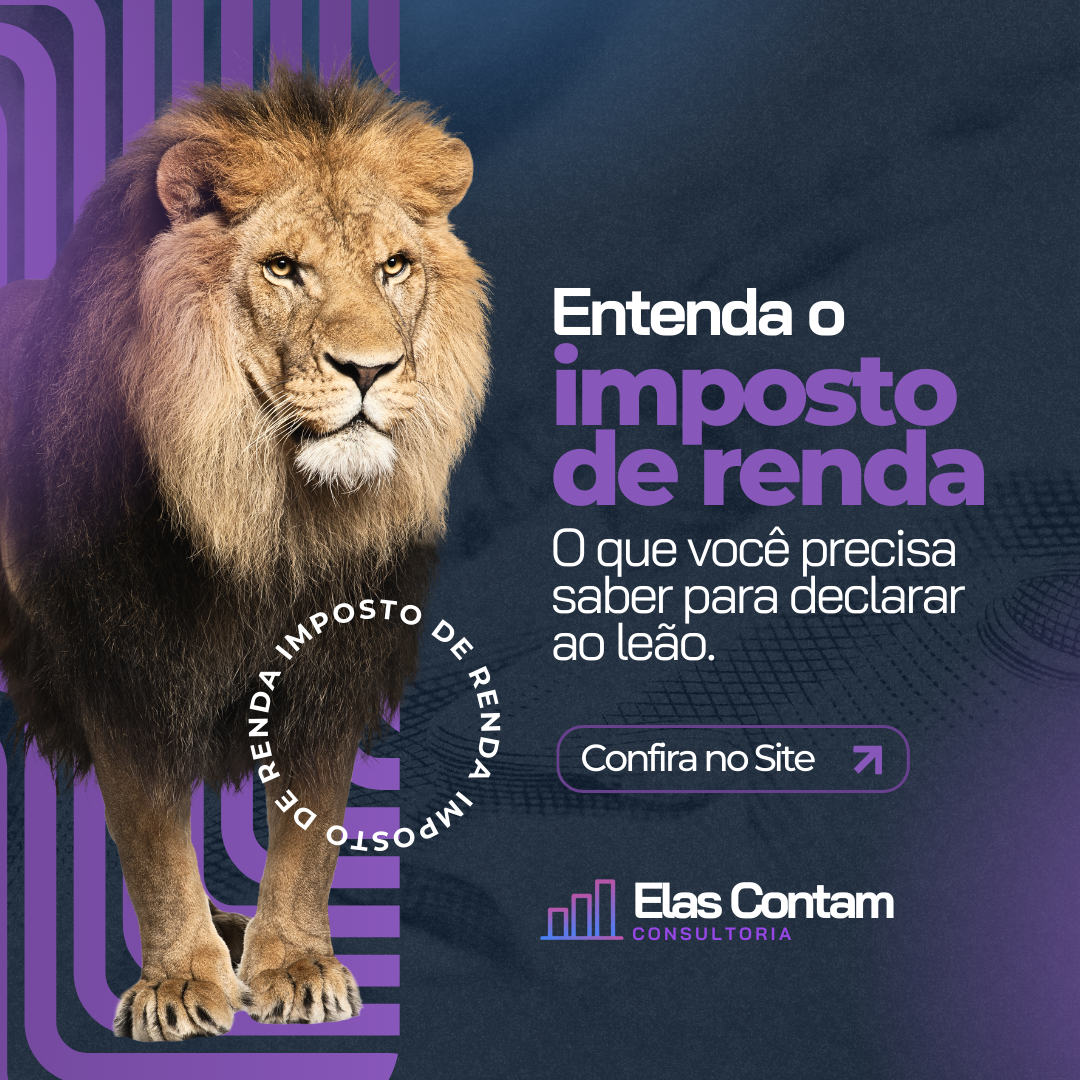 Entenda o
imposto
de renda
O que você precisa
saber para declarar
ao leão.
IMPOSTO DE RENDA IMPOSTO DE RENDA
Confira no Site
Elas Contam
CONSULTORIA